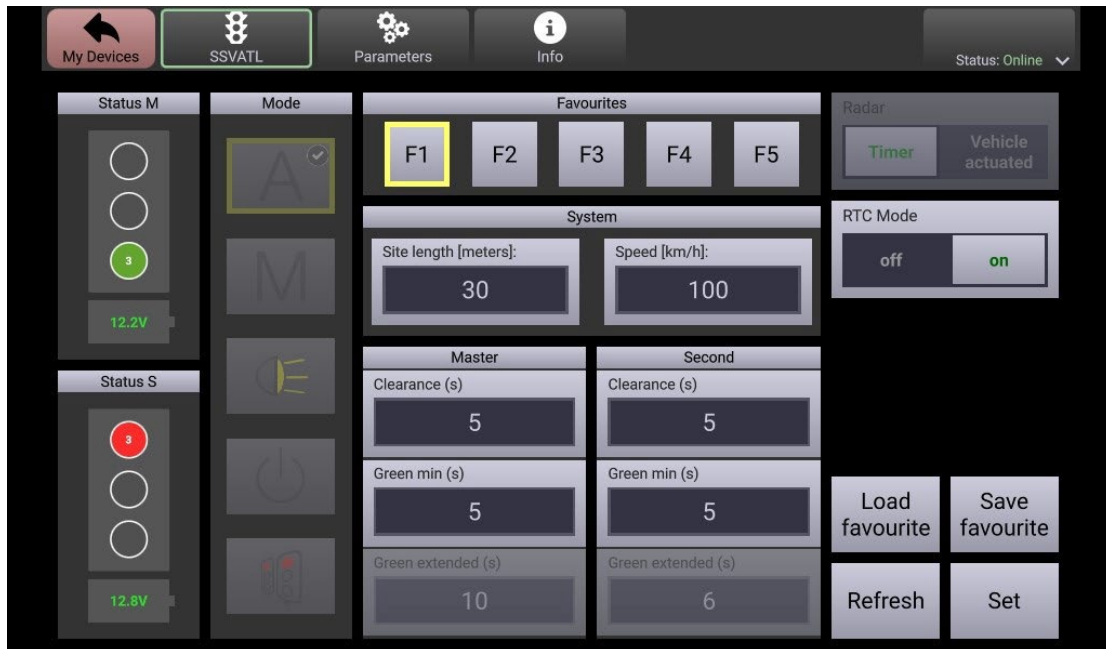 My Devices
SSVATL
Parameters
Info
Status: Online
Status M
3
12.2V
Status S
3
12.8V
Mode
A
M
Favourites
F1
F2
F3
F4
F5
System
Site length [meters]:
30
Speed [km/h]:
100
Master
Clearance (s)
5
Green min (s)
5
Green extended (s)
10
Second
Clearance (s)
5
Green min (s)
5
Green extended (s)
6
Radar
Timer
Vehicle
actuated
RTC Mode
off
on
Load
favourite
Save
favourite
Refresh
Set